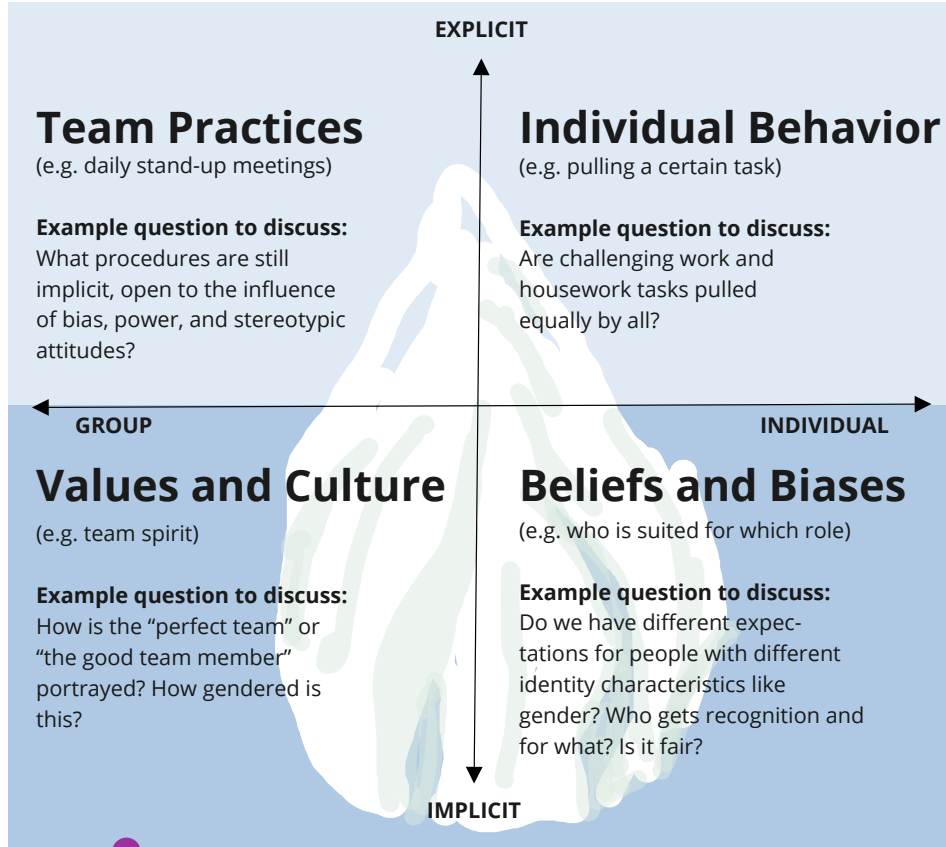 EXPLICIT
Team Practices
(e.g. daily stand-up meetings)
Example question to discuss:
What procedures are still
implicit, open to the influence
of bias, power, and stereotypic
attitudes?
Individual Behavior
(e.g. pulling a certain task)
Example question to discuss:
Are challenging work and
housework tasks pulled
equally by all?
GROUP
INDIVIDUAL
Values and Culture
(e.g. team spirit)
Example question to discuss:
How is the “perfect team” or
“the good team member”
portrayed? How gendered is
this?
Beliefs and Biases
(e.g. who is suited for which role)
Example question to discuss:
Do we have different expec-
tations for people with different
identity characteristics like
gender? Who gets recognition and
for what? Is it fair?
IMPLICIT